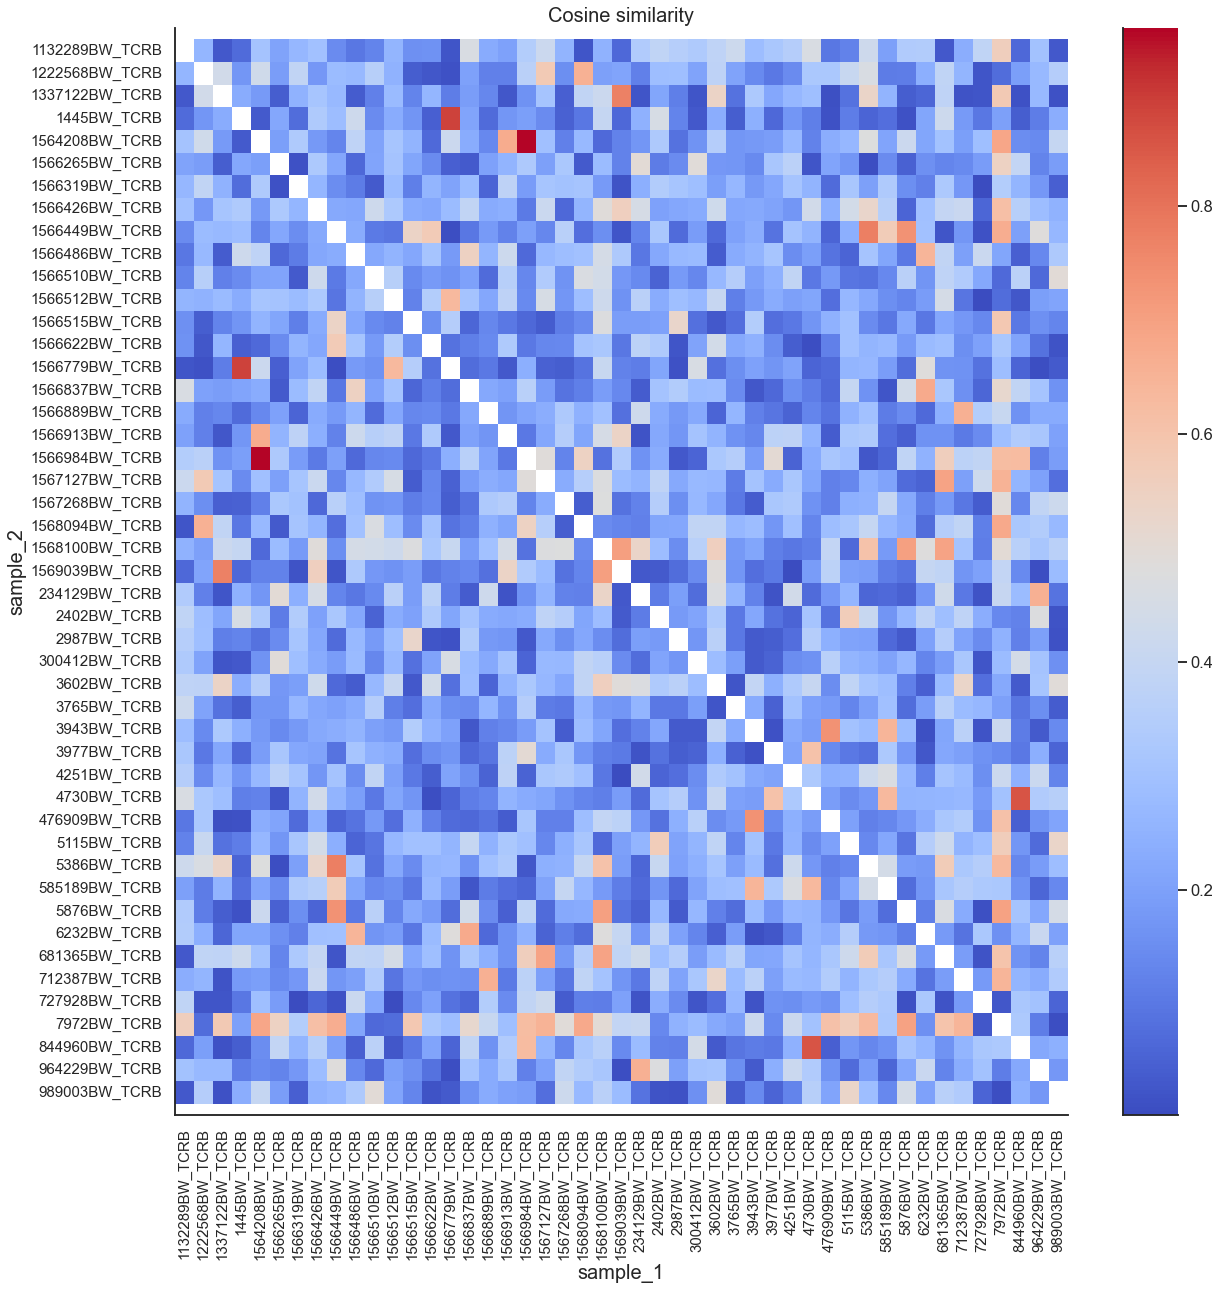 Cosine similarity
sample_2
1132289BW_TCRB
1222568BW_TCRB
1337122BW_TCRB
1445BW_TCRB
1564208BW_TCRB
1566265BW_TCRB
1566319BW_TCRB
1566426BW_TCRB
1566449BW_TCRB
1566486BW_TCRB
1566510BW_TCRB
1566512BW_TCRB
1566515BW_TCRB
1566622BW_TCRB
1566779BW_TCRB
1566837BW_TCRB
1566889BW_TCRB
1566913BW_TCRB
1566984BW_TCRB
1567127BW_TCRB
1567268BW_TCRB
1568094BW_TCRB
1568100BW_TCRB
1569039BW_TCRB
234129BW_TCRB
2402BW_TCRB
2987BW_TCRB
300412BW_TCRB
3602BW_TCRB
3765BW_TCRB
3943BW_TCRB
3977BW_TCRB
4251BW_TCRB
4730BW_TCRB
476909BW_TCRB
5115BW_TCRB
5386BW_TCRB
585189BW_TCRB
5876BW_TCRB
6232BW_TCRB
681365BW_TCRB
712387BW_TCRB
727928BW_TCRB
7972BW_TCRB
844960BW_TCRB
964229BW_TCRB
989003BW_TCRB
1132289BW_TCRB
1222568BW_TCRB
1337122BW_TCRB
1445BW_TCRB
1564208BW_TCRB
1566265BW_TCRB
1566319BW_TCRB
1566426BW_TCRB
1566449BW_TCRB
1566486BW_TCRB
1566510BW_TCRB
1566512BW_TCRB
1566515BW_TCRB
1566622BW_TCRB
1566779BW_TCRB
1566837BW_TCRB
1566889BW_TCRB
1566913BW_TCRB
1566984BW_TCRB
1567127BW_TCRB
1567268BW_TCRB
1568094BW_TCRB
1568100BW_TCRB
1569039BW_TCRB
234129BW_TCRB
2402BW_TCRB
2987BW_TCRB
300412BW_TCRB
3602BW_TCRB
3765BW_TCRB
3943BW_TCRB
3977BW_TCRB
4251BW_TCRB
4730BW_TCRB
476909BW_TCRB
5115BW_TCRB
5386BW_TCRB
585189BW_TCRB
5876BW_TCRB
6232BW_TCRB
681365BW_TCRB
712387BW_TCRB
727928BW_TCRB
7972BW_TCRB
844960BW_TCRB
964229BW_TCRB
989003BW_TCRB
sample_1
0.8
0.6
0.4
0.2